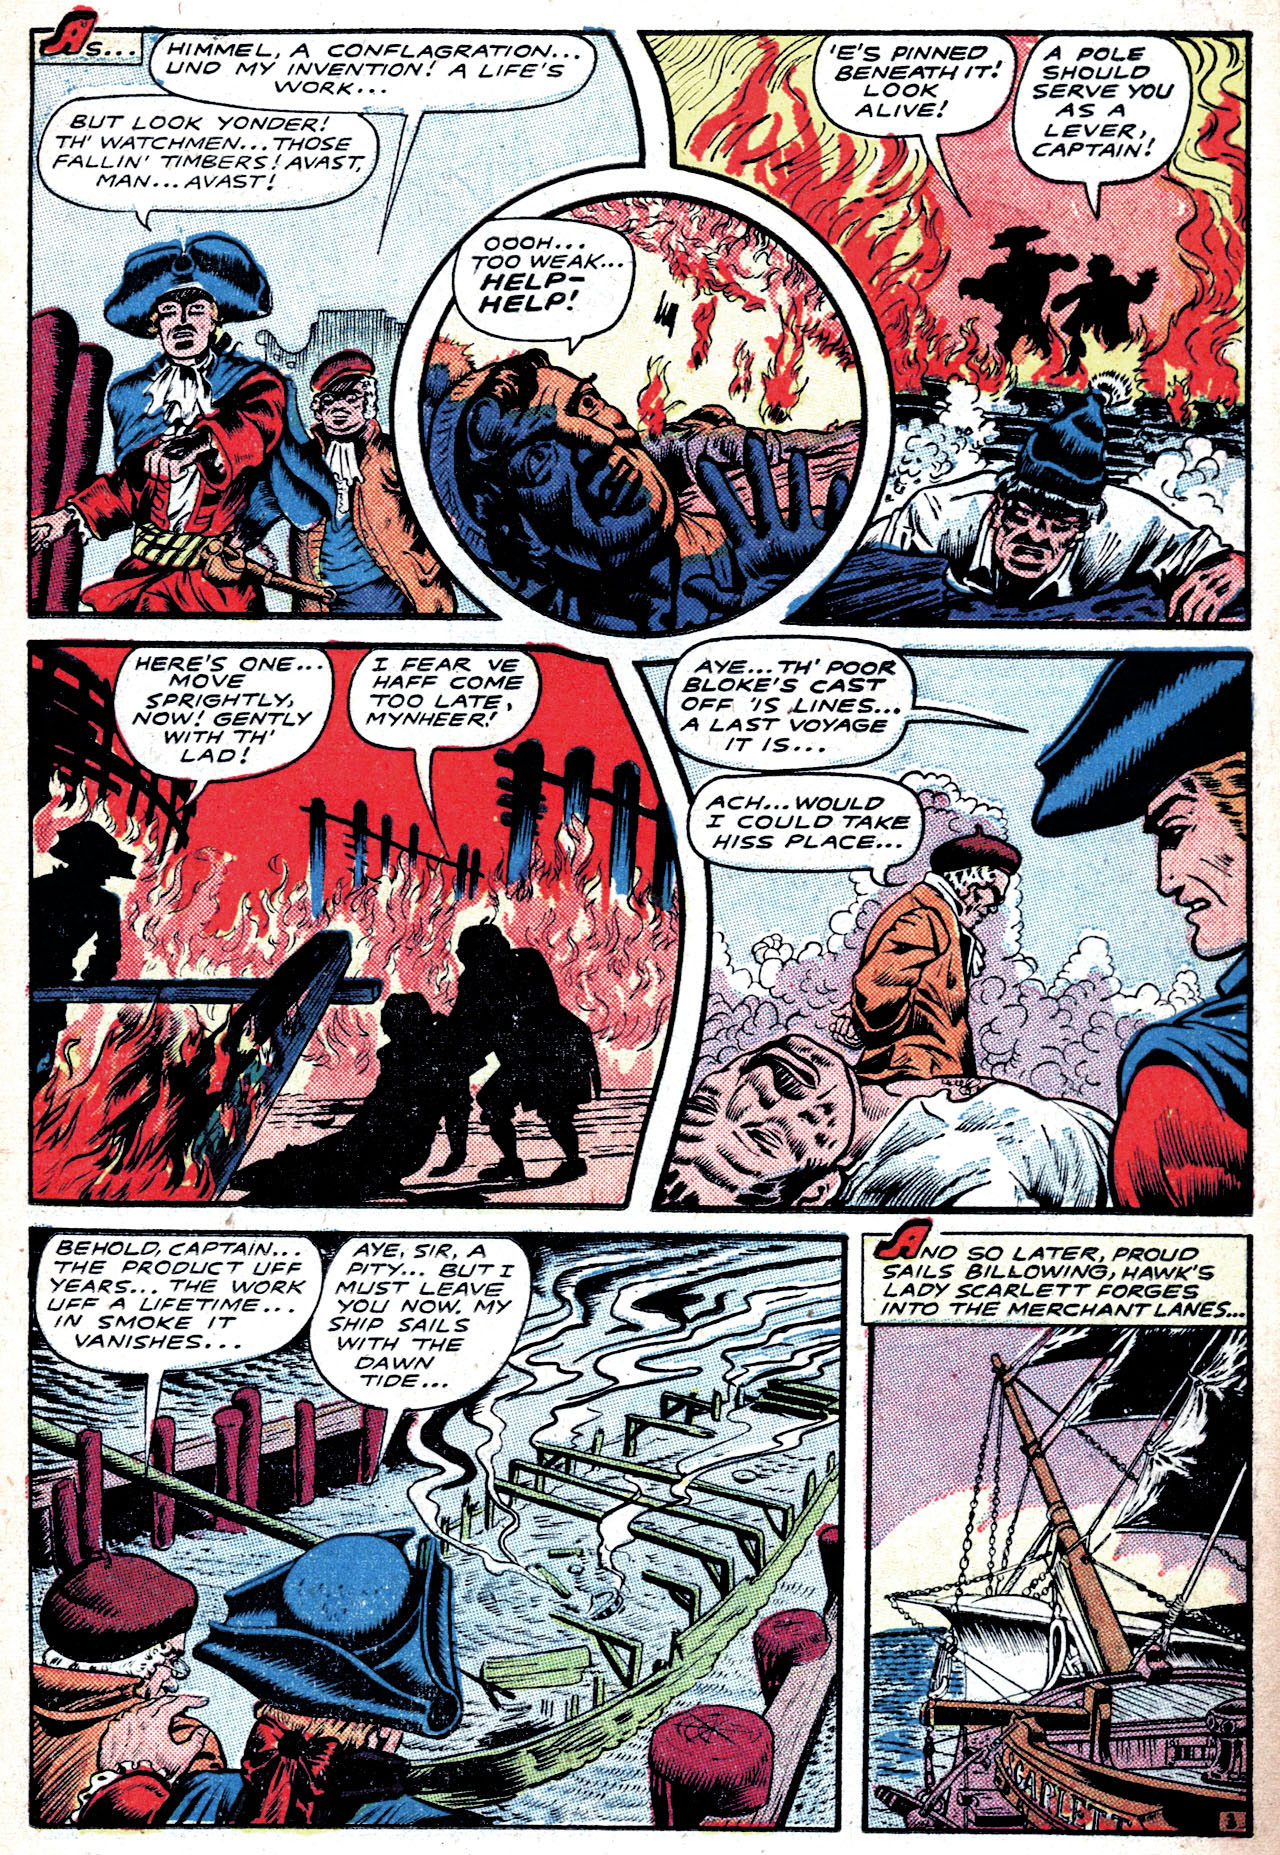 AS...
HIMMEL, A CONFLAGRATION...
UND MY INVENTION! A LIFE'S
WORK...
BUT LOOK YONDER!
TH' WATCHMEN... THOSE
FALLIN' TIMBERS! AVAST,
MAN... AVAST!
OOOH...
TOO WEAK...
HELP-
HELP!
'E'S PINNED
BENEATH IT!
LOOK
ALIVE!
A POLE
SHOULD
SERVE YOU
AS A
LEVER,
CAPTAIN!
HERE'S ONE...
MOVE
SPRIGHTLY,
NOW! GENTLY
WITH TH'
LAD!
I FEAR VE
HAFF COME
TOO LATE,
MYNHEER!
AYE... TH' POOR
BLOKE'S CAST
OFF 'IS LINES...
A LAST VOYAGE
IT IS...
ACH... WOULD
I COULD TAKE
HISS PLACE...
BEHOLD, CAPTAIN...
THE PRODUCT UFF
YEARS... THE WORK
UFF A LIFETIME...
IN SMOKE IT
VANISHES...
AYE, SIR, A
PITY... BUT I
MUST LEAVE
YOU NOW. MY
SHIP SAILS
WITH THE
DAWN
TIDE...
AND SO LATER, PROUD
SAILS BILLOWING, HAWK'S
LADY SCARLETT FORGES
INTO THE MERCHANT LANES...
SCARLETT
3